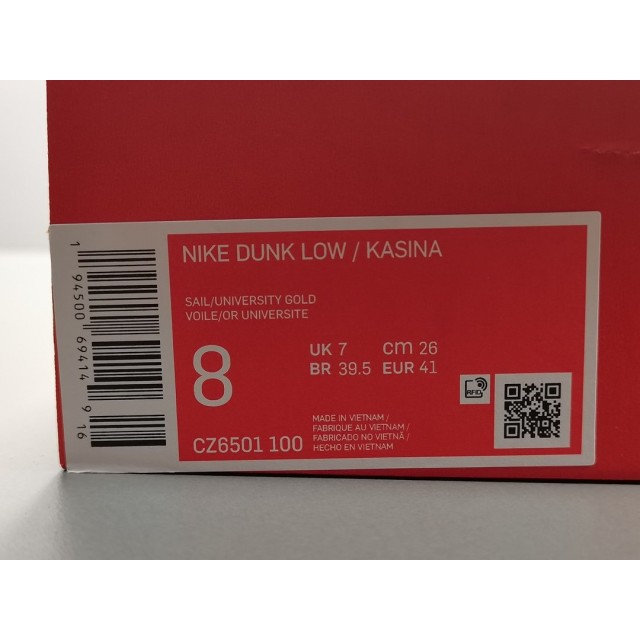 NIKE DUNK LOW / KASINA
SAIL/UNIVERSITY GOLD
VOILE/OR UNIVERSITE
8
UK 7 cm 26
BR 39.5 EUR 41
CZ6501 100
MADE IN VIETNAM /
FABRIQUE AU VIETNAM /
FABRICADO NO VIETNÃ /
HECHO EN VIETNAM
RFID
1 94500 69414 9 16